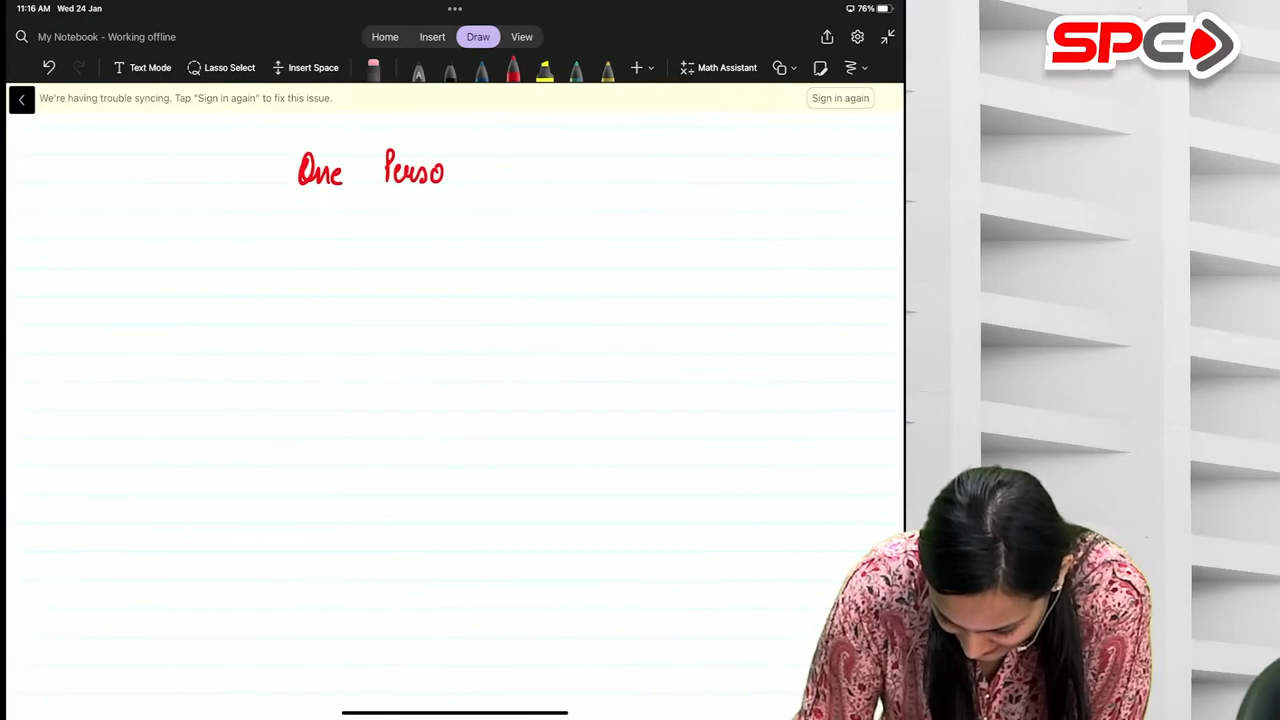 11:16 AM Wed 24 Jan
76%
My Notebook - Working offline
Home Insert Draw View
Text Mode Lasso Select Insert Space Math Assistant
We're having trouble syncing. Tap "Sign in again" to fix this issue.
Sign in again
One Perso
SPC